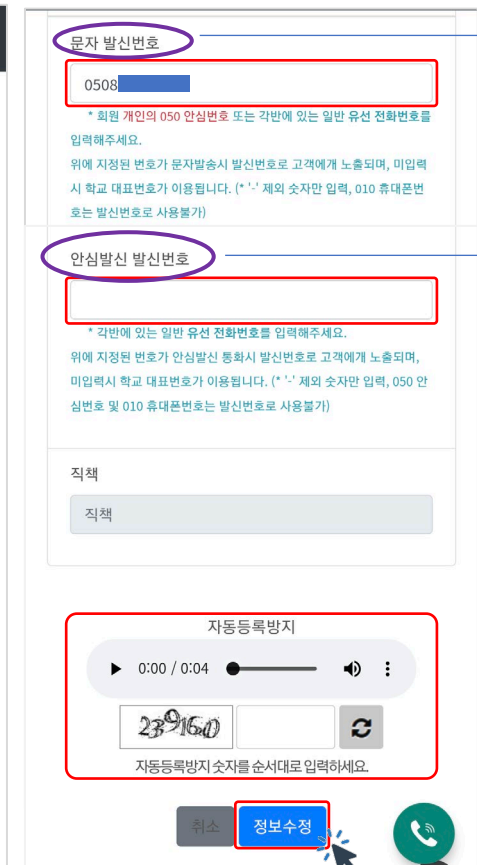 문자 발신번호
0508
* 회원 개인의 050 안심번호 또는 각반에 있는 일반 유선 전화번호를
입력해주세요.
위에 지정된 번호가 문자발송시 발신번호로 고객에게 노출되며, 미입력
시 학교 대표번호가 이용됩니다. (* '-' 제외 숫자만 입력, 010 휴대폰번
호는 발신번호로 사용불가)
안심발신 발신번호
* 각반에 있는 일반 유선 전화번호를 입력해주세요.
위에 지정된 번호가 안심발신 통화시 발신번호로 고객에게 노출되며,
미입력시 학교 대표번호가 이용됩니다. (* '-' 제외 숫자만 입력, 050 안
심번호 및 010 휴대폰번호는 발신번호로 사용불가)
직책
직책
자동등록방지
0:00 / 0:04
239160
자동등록방지 숫자를 순서대로 입력하세요.
취소 정보수정